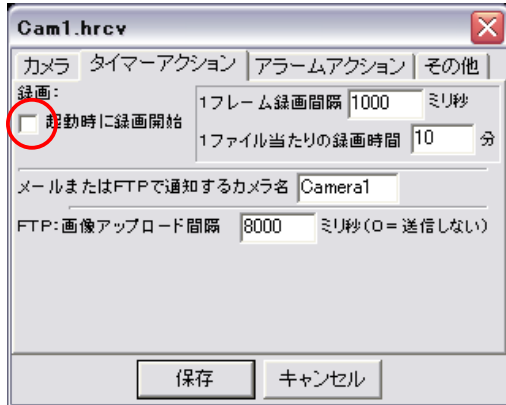 Cam1.hrcv
カメラ タイマーアクション アラームアクション その他
録画:
起動時に録画開始
1フレーム録画間隔 1000 ミリ秒
1ファイル当たりの録画時間 10 分
メールまたはFTPで通知するカメラ名 Camera1
FTP:画像アップロード間隔 8000 ミリ秒(0=送信しない)
保存 キャンセル